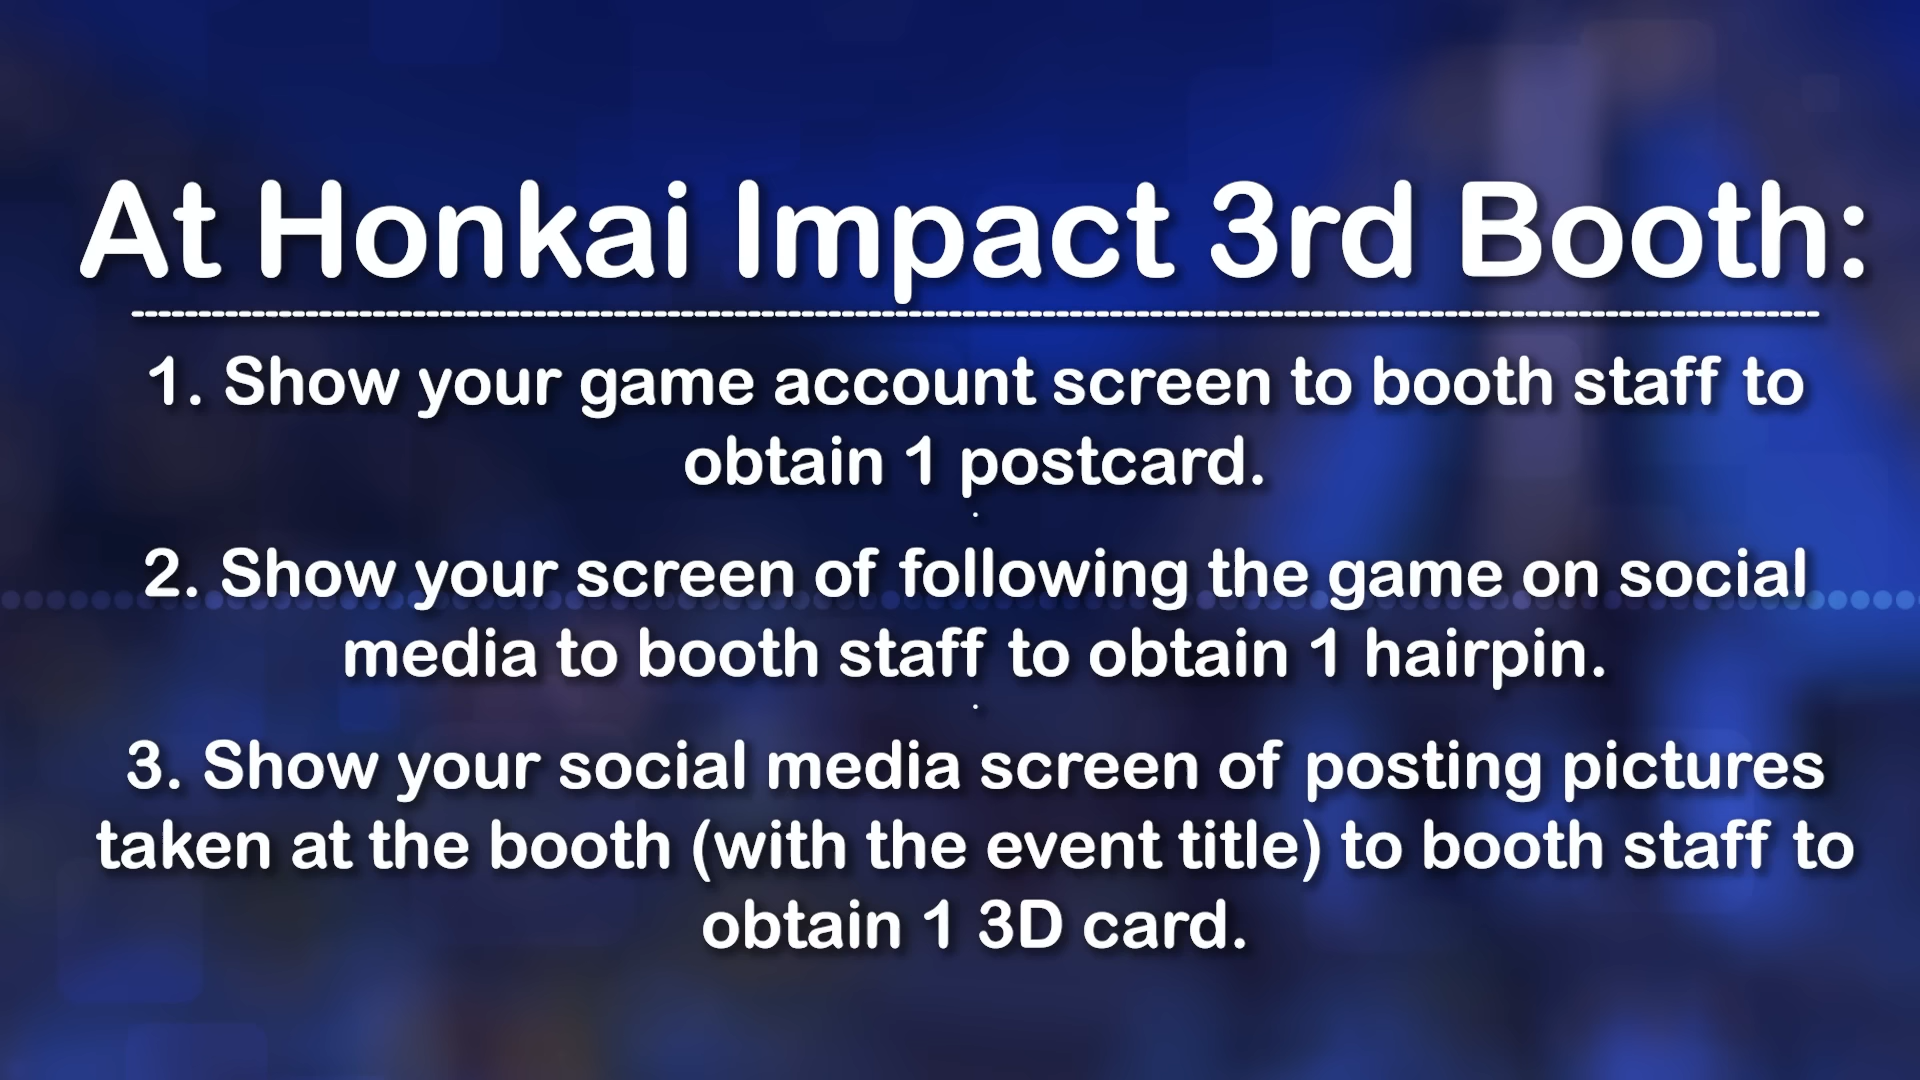 At Honkai Impact 3rd Booth:
1. Show your game account screen to booth staff to
obtain 1 postcard.
.
2. Show your screen of following the game on social
media to booth staff to obtain 1 hairpin.
.
3. Show your social media screen of posting pictures
taken at the booth (with the event title) to booth staff to
obtain 1 3D card.